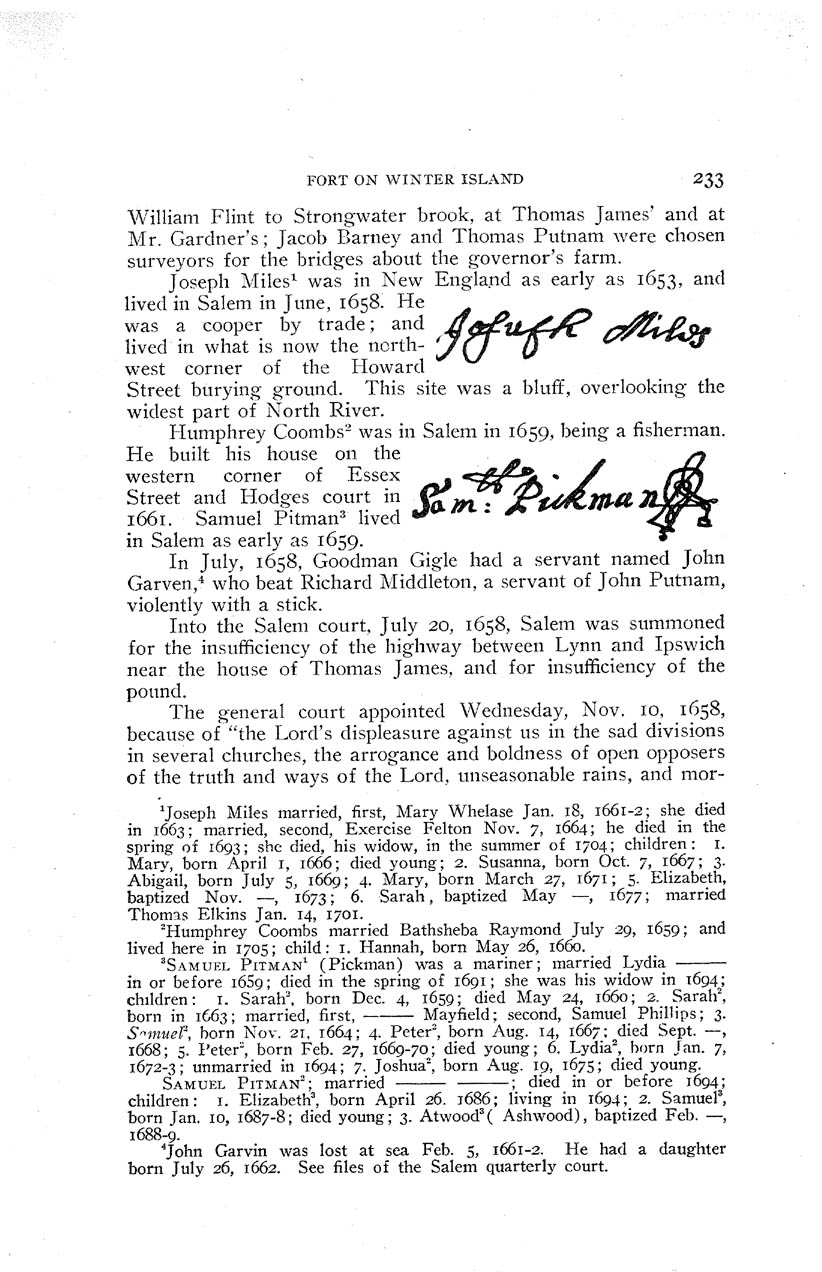 FORT ON WINTER ISLAND 233
William Flint to Strongwater brook, at Thomas James' and at
Mr. Gardner's; Jacob Barney and Thomas Putnam were chosen
surveyors for the bridges about the governor's farm.
Joseph Miles¹ was in New England as early as 1653, and
lived in Salem in June, 1658. He
was a cooper by trade; and
lived in what is now the north-
west corner of the Howard
Joseph Miles
Street burying ground. This site was a bluff, overlooking the
widest part of North River.
Humphrey Coombs² was in Salem in 1659, being a fisherman.
He built his house on the
western corner of Essex
Street and Hodges court in
1661. Samuel Pitman³ lived
Sam:th Pickman
in Salem as early as 1659.
In July, 1658, Goodman Gigle had a servant named John
Garven,⁴ who beat Richard Middleton, a servant of John Putnam,
violently with a stick.
Into the Salem court, July 20, 1658, Salem was summoned
for the insufficiency of the highway between Lynn and Ipswich
near the house of Thomas James, and for insufficiency of the
pound.
The general court appointed Wednesday, Nov. 10, 1658,
because of "the Lord's displeasure against us in the sad divisions
in several churches, the arrogance and boldness of open opposers
of the truth and ways of the Lord, unseasonable rains, and mor-
¹Joseph Miles married, first, Mary Whelase Jan. 18, 1661-2; she died
in 1663; married, second, Exercise Felton Nov. 7, 1664; he died in the
spring of 1693; she died, his widow, in the summer of 1704; children: 1.
Mary, born April 1, 1666; died young; 2. Susanna, born Oct. 7, 1667; 3.
Abigail, born July 5, 1669; 4. Mary, born March 27, 1671; 5. Elizabeth,
baptized Nov. —, 1673; 6. Sarah, baptized May —, 1677; married
Thomas Elkins Jan. 14, 1701.
²Humphrey Coombs married Bathsheba Raymond July 29, 1659; and
lived here in 1705; child: 1. Hannah, born May 26, 1660.
³SAMUEL PITMAN¹ (Pickman) was a mariner; married Lydia ———
in or before 1659; died in the spring of 1691; she was his widow in 1694;
children: 1. Sarah², born Dec. 4, 1659; died May 24, 1660; 2. Sarah²,
born in 1663; married, first, ——— Mayfield; second, Samuel Phillips; 3.
Samuel², born Nov. 21, 1664; 4. Peter², born Aug. 14, 1667; died Sept. —,
1668; 5. Peter², born Feb. 27, 1669-70; died young; 6. Lydia², born Jan. 7,
1672-3; unmarried in 1694; 7. Joshua², born Aug. 19, 1675; died young.
SAMUEL PITMAN²; married ——— ———; died in or before 1694;
children: 1. Elizabeth³, born April 26. 1686; living in 1694; 2. Samuel³,
born Jan. 10, 1687-8; died young; 3. Atwood³ ( Ashwood), baptized Feb. —,
1688-9.
⁴John Garvin was lost at sea Feb. 5, 1661-2. He had a daughter
born July 26, 1662. See files of the Salem quarterly court.